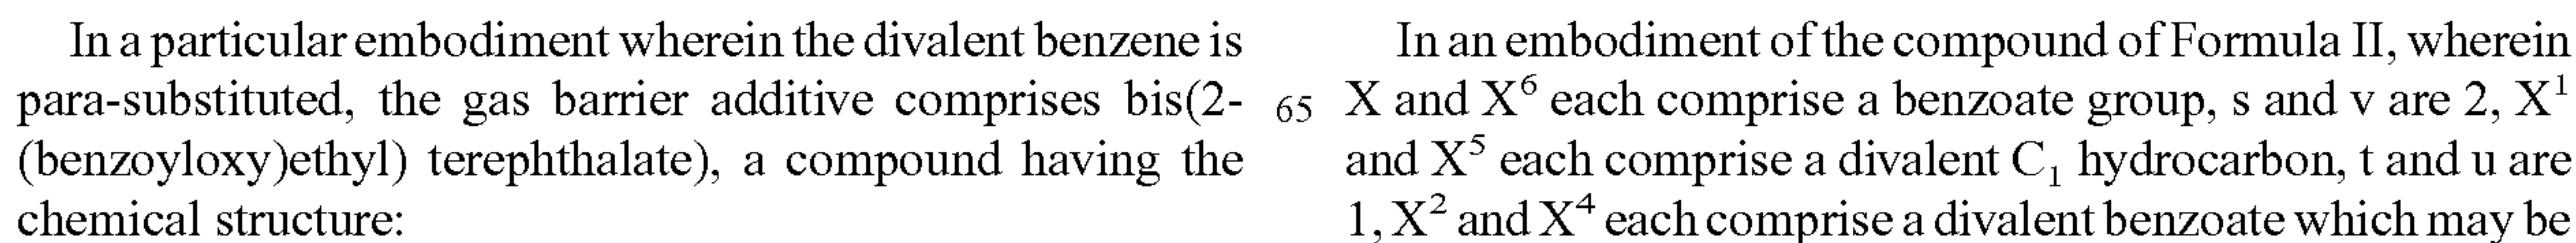 In a particular embodiment wherein the divalent benzene is
para-substituted, the gas barrier additive comprises bis(2-
(benzoyloxy)ethyl) terephthalate), a compound having the
chemical structure:
In an embodiment of the compound of Formula II, wherein
65 X and X⁶ each comprise a benzoate group, s and v are 2, X¹
and X⁵ each comprise a divalent C₁ hydrocarbon, t and u are
1, X² and X⁴ each comprise a divalent benzoate which may be